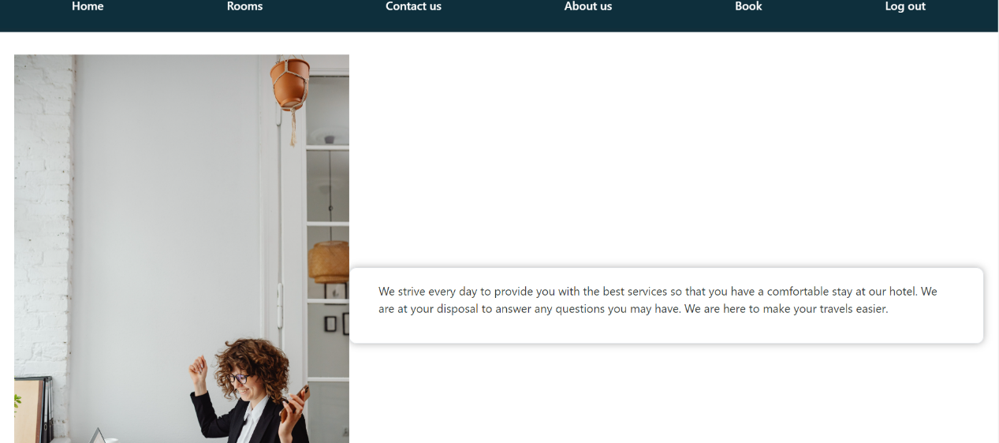 Home Rooms Contact us About us Book Log out
We strive every day to provide you with the best services so that you have a comfortable stay at our hotel. We
are at your disposal to answer any questions you may have. We are here to make your travels easier.